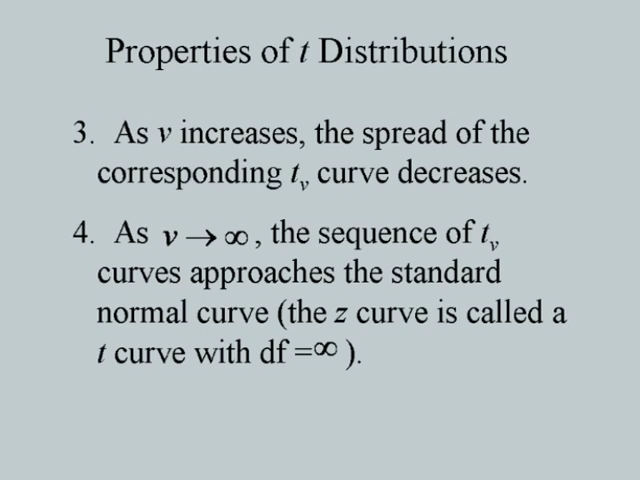 Properties of t Distributions
3. As ν increases, the spread of the
corresponding tᵥ curve decreases.
4. As ν → ∞, the sequence of tᵥ
curves approaches the standard
normal curve (the z curve is called a
t curve with df =∞ ).